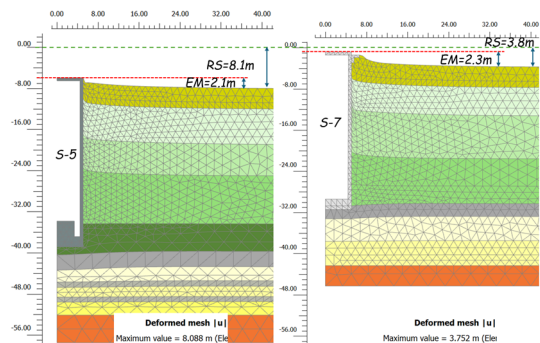 0.00 8.00 16.00 24.00 32.00 40.00
0.00
-8.00
-16.00
-24.00
-32.00
-40.00
-48.00
-56.00
RS=8.1m
EM=2.1m
S-5
Deformed mesh |u|
Maximum value = 8.088 m (Ele
0.00 8.00 16.00 24.00 32.00 40.00
0.00
-8.00
-16.00
-24.00
-32.00
-40.00
-48.00
-56.00
RS=3.8m
EM=2.3m
S-7
Deformed mesh |u|
Maximum value = 3.752 m (Ele